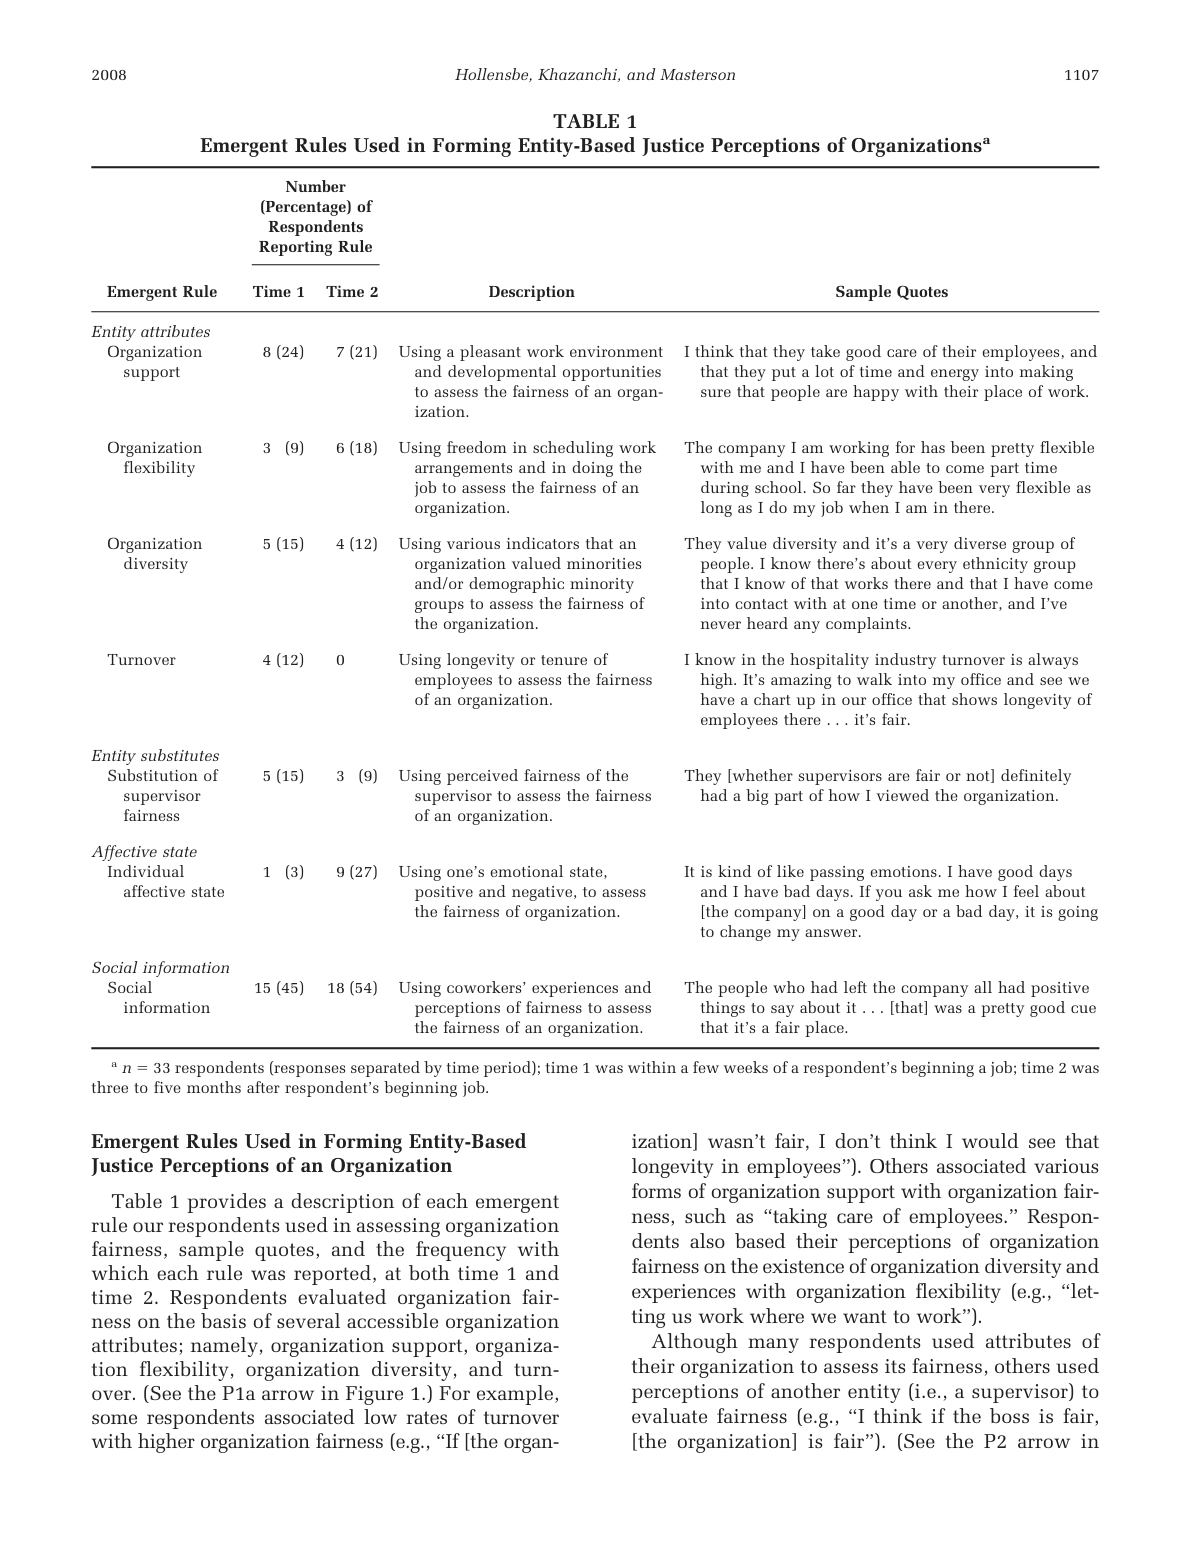 2008
Hollensbe, Khazanchi, and Masterson
1107
TABLE 1
Emergent Rules Used in Forming Entity-Based Justice Perceptions of Organizationsᵃ
Number
(Percentage) of
Respondents
Reporting Rule
Emergent Rule Time 1 Time 2 Description Sample Quotes
Entity attributes
Organization 8 (24) 7 (21) Using a pleasant work environment I think that they take good care of their employees, and
support and developmental opportunities that they put a lot of time and energy into making
to assess the fairness of an organ- sure that people are happy with their place of work.
ization.
Organization 3 (9) 6 (18) Using freedom in scheduling work The company I am working for has been pretty flexible
flexibility arrangements and in doing the with me and I have been able to come part time
job to assess the fairness of an during school. So far they have been very flexible as
organization. long as I do my job when I am in there.
Organization 5 (15) 4 (12) Using various indicators that an They value diversity and it's a very diverse group of
diversity organization valued minorities people. I know there's about every ethnicity group
and/or demographic minority that I know of that works there and that I have come
groups to assess the fairness of into contact with at one time or another, and I've
the organization. never heard any complaints.
Turnover 4 (12) 0 Using longevity or tenure of I know in the hospitality industry turnover is always
employees to assess the fairness high. It's amazing to walk into my office and see we
of an organization. have a chart up in our office that shows longevity of
employees there . . . it's fair.
Entity substitutes
Substitution of 5 (15) 3 (9) Using perceived fairness of the They [whether supervisors are fair or not] definitely
supervisor supervisor to assess the fairness had a big part of how I viewed the organization.
fairness of an organization.
Affective state
Individual 1 (3) 9 (27) Using one's emotional state, It is kind of like passing emotions. I have good days
affective state positive and negative, to assess and I have bad days. If you ask me how I feel about
the fairness of organization. [the company] on a good day or a bad day, it is going
to change my answer.
Social information
Social 15 (45) 18 (54) Using coworkers' experiences and The people who had left the company all had positive
information perceptions of fairness to assess things to say about it . . . [that] was a pretty good cue
the fairness of an organization. that it's a fair place.
ᵃ n = 33 respondents (responses separated by time period); time 1 was within a few weeks of a respondent's beginning a job; time 2 was
three to five months after respondent's beginning job.
Emergent Rules Used in Forming Entity-Based
Justice Perceptions of an Organization
Table 1 provides a description of each emergent
rule our respondents used in assessing organization
fairness, sample quotes, and the frequency with
which each rule was reported, at both time 1 and
time 2. Respondents evaluated organization fair-
ness on the basis of several accessible organization
attributes; namely, organization support, organiza-
tion flexibility, organization diversity, and turn-
over. (See the P1a arrow in Figure 1.) For example,
some respondents associated low rates of turnover
with higher organization fairness (e.g., “If [the organ-
ization] wasn't fair, I don't think I would see that
longevity in employees”). Others associated various
forms of organization support with organization fair-
ness, such as “taking care of employees.” Respon-
dents also based their perceptions of organization
fairness on the existence of organization diversity and
experiences with organization flexibility (e.g., “let-
ting us work where we want to work”).
Although many respondents used attributes of
their organization to assess its fairness, others used
perceptions of another entity (i.e., a supervisor) to
evaluate fairness (e.g., “I think if the boss is fair,
[the organization] is fair”). (See the P2 arrow in